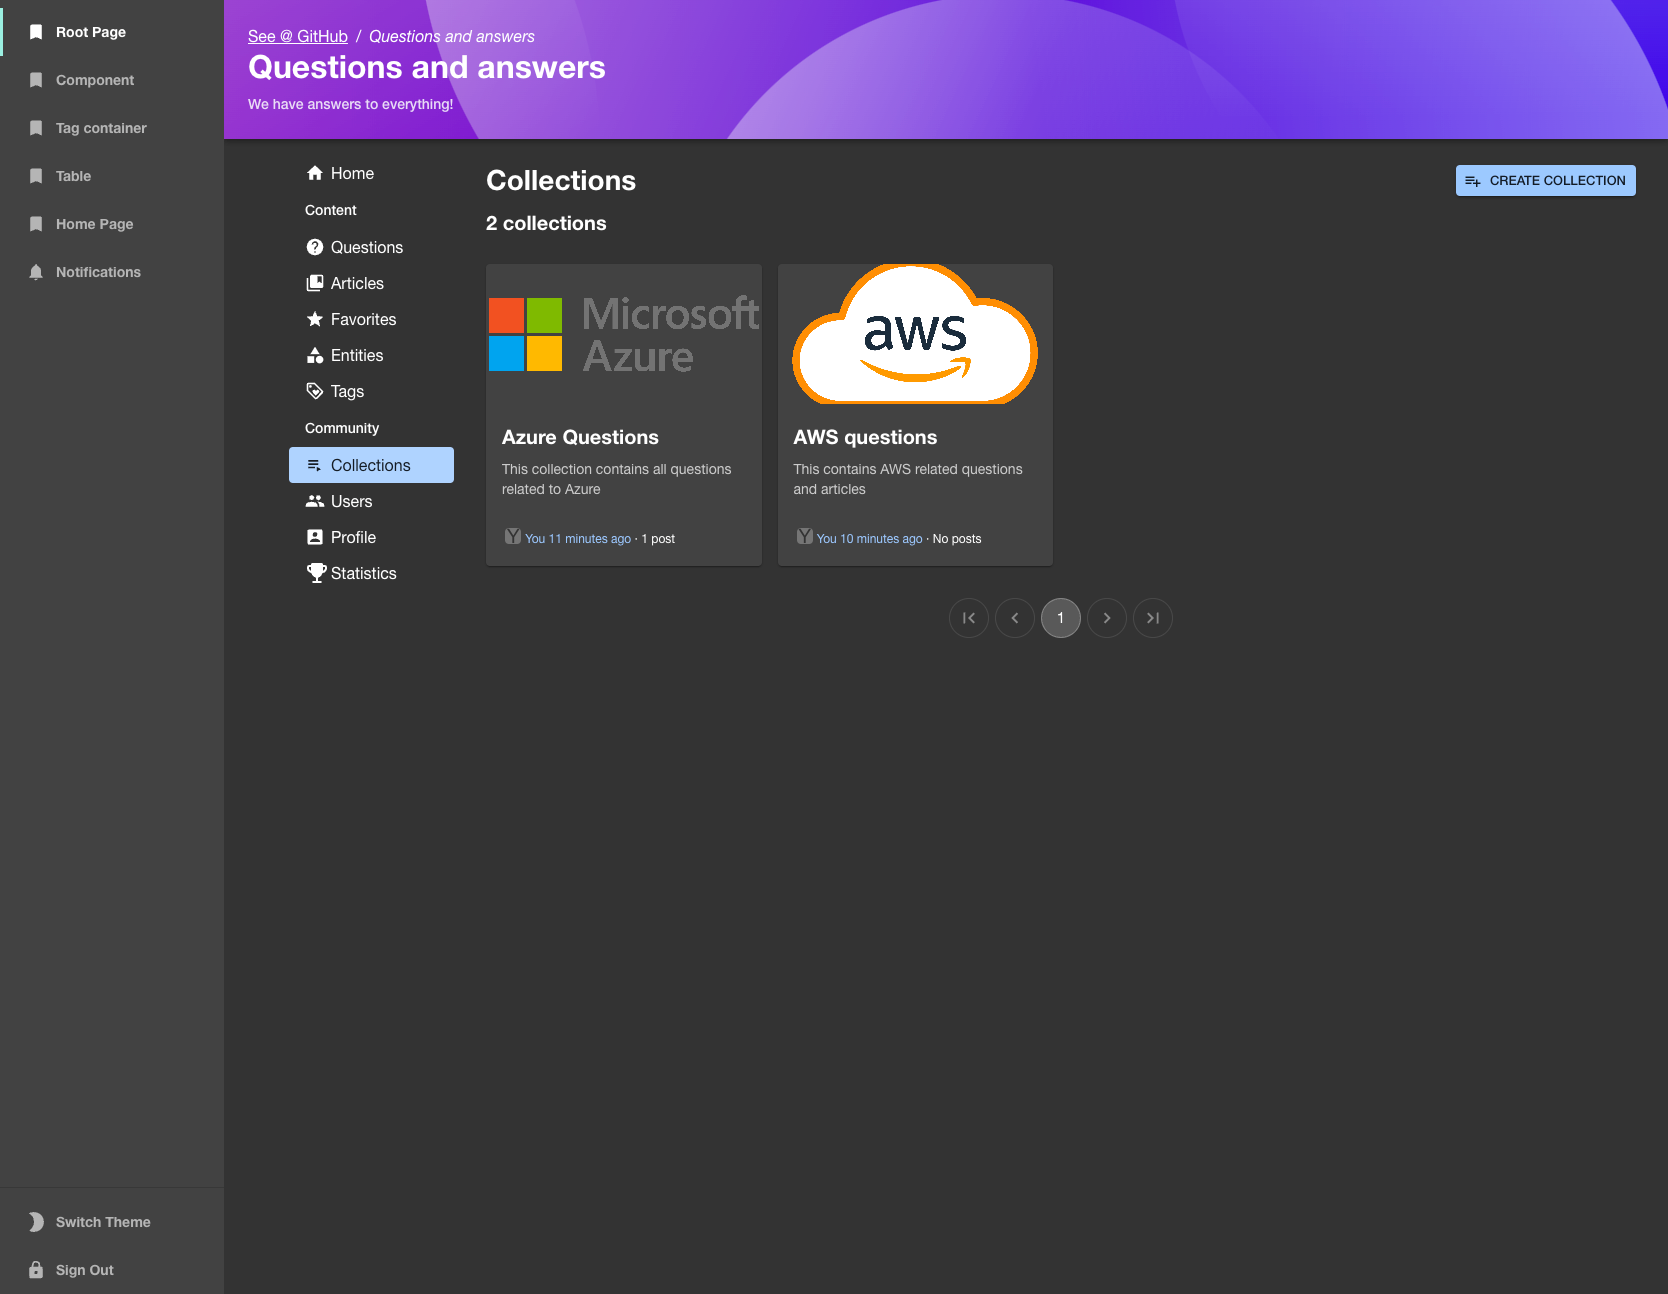 Root Page
Component
Tag container
Table
Home Page
Notifications
Switch Theme
Sign Out
See @ GitHub / Questions and answers
Questions and answers
We have answers to everything!
Home
Content
Questions
Articles
Favorites
Entities
Tags
Community
Collections
Users
Profile
Statistics
Collections
CREATE COLLECTION
2 collections
Microsoft
Azure
Azure Questions
This collection contains all questions
related to Azure
Y You 11 minutes ago · 1 post
aws
AWS questions
This contains AWS related questions
and articles
Y You 10 minutes ago · No posts
1